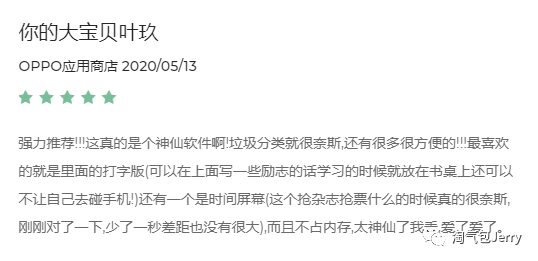 你的大宝贝叶玖
OPPO应用商店 2020/05/13
强力推荐!!!这真的是个神仙软件啊!垃圾分类就很奈斯,还有很多很方便的!!!最喜欢
的就是里面的打字版(可以在上面写一些励志的话学习的时候就放在书桌上还可以
不让自己去碰手机!)还有一个是时间屏幕(这个抢杂志抢票什么的时候真的很奈斯,
刚刚对了一下,少了一秒差距也没有很大),而且不占内存,太神仙了我丢,爱了爱了。
淘气包Jerry